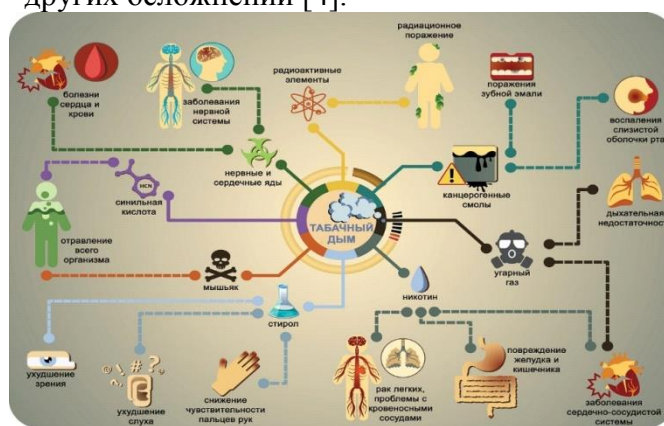 других осложнений [4].
радиационное
поражение
радиоактивные
элементы
поражения
зубной эмали
болезни
сердца и
крови
заболевания
нервной
системы
воспаления
слизистой
оболочки рта
нервные и
сердечные яды
канцерогенные
смолы
HCN
синильная
кислота
ТАБАЧНЫЙ
ДЫМ
дыхательная
недостаточность
отравление
всего
организма
мышьяк
угарный
газ
никотин
стирол
ухудшение
зрения
ухудшение
слуха
снижение
чувствительности
пальцев рук
рак легких,
проблемы с
кровеносными
сосудами
повреждение
желудка и
кишечника
заболевания
сердечно-сосудистой
системы